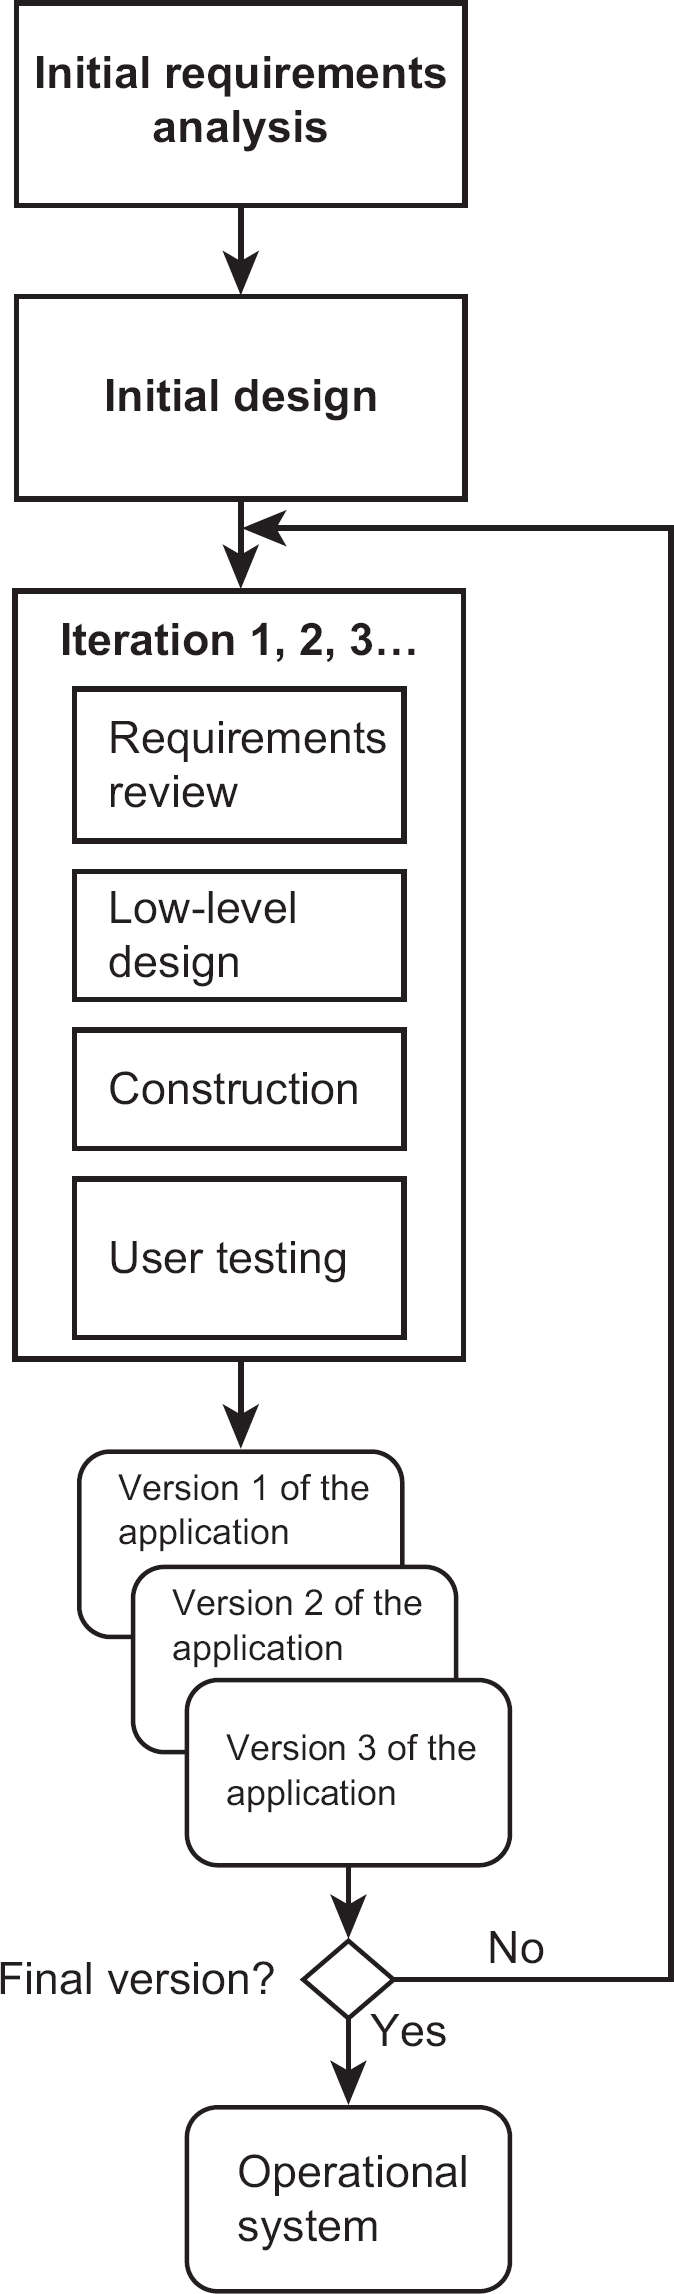 Initial requirements
analysis
Initial design
Iteration 1, 2, 3…
Requirements
review
Low-level
design
Construction
User testing
Version 1 of the
application
Version 2 of the
application
Version 3 of the
application
Final version?
No
Yes
Operational
system